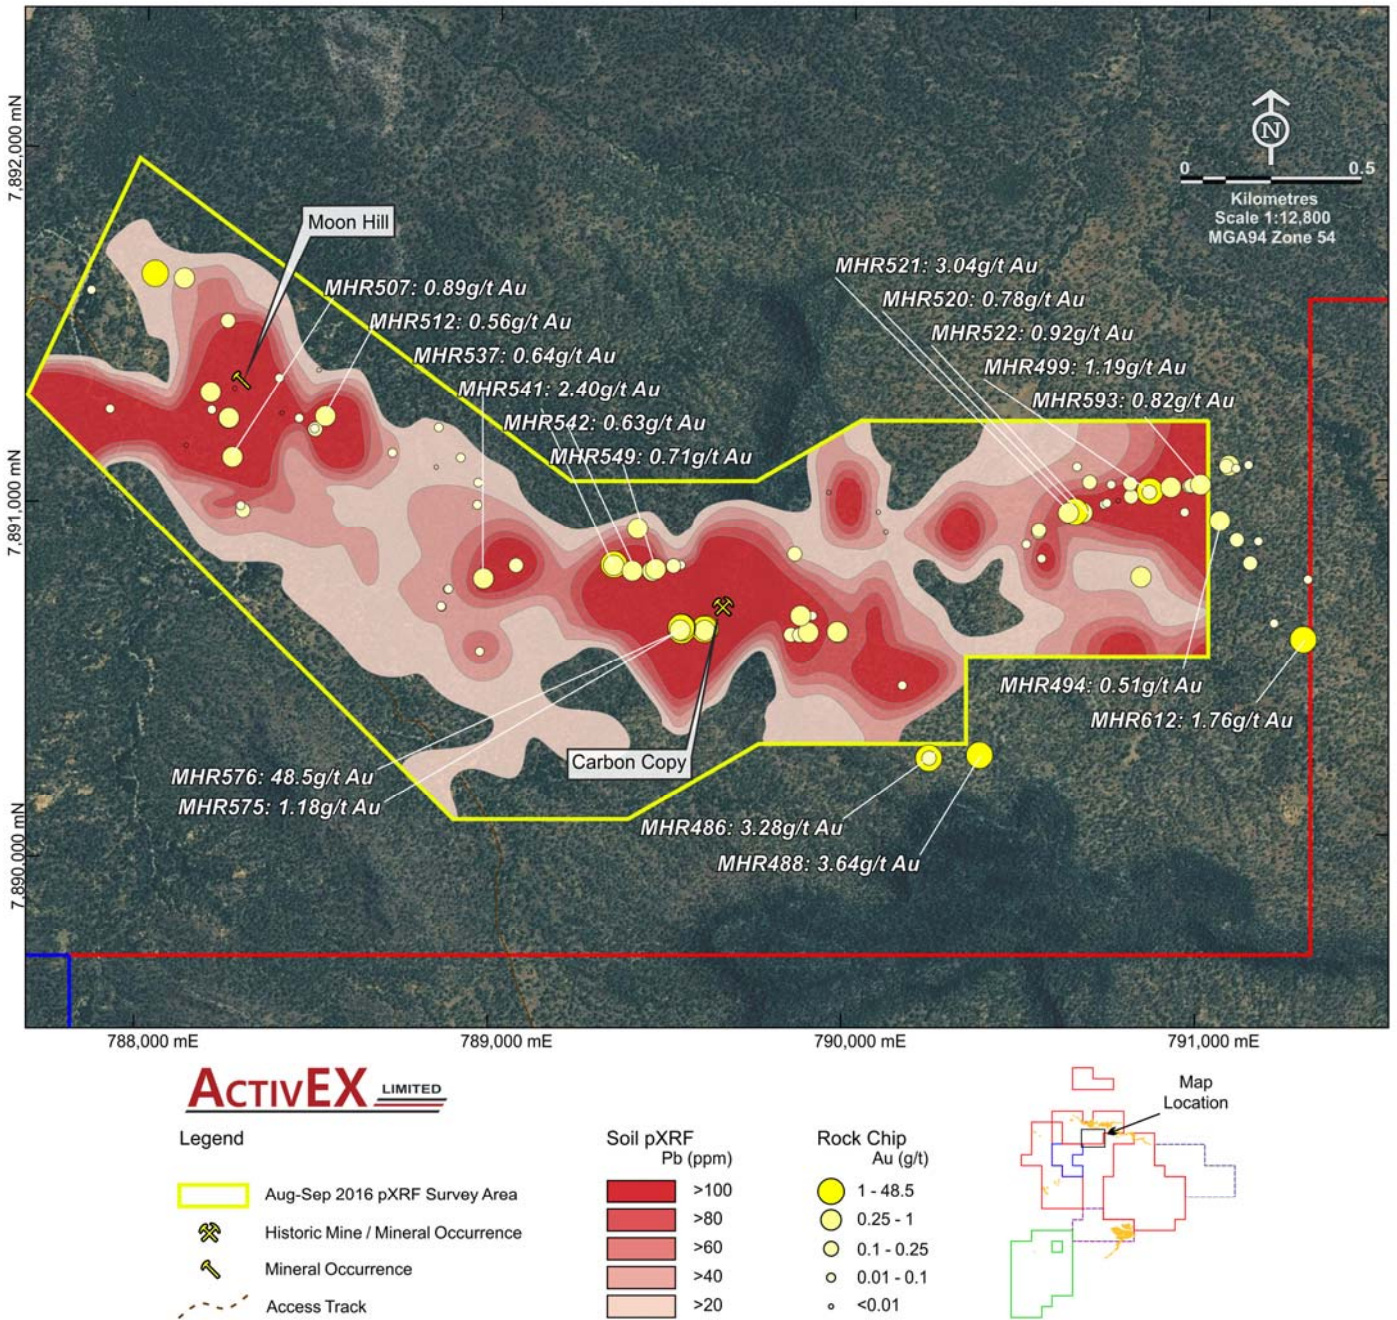 7,892,000 mN
7,891,000 mN
7,890,000 mN
N
0 0.5
Kilometres
Scale 1:12,800
MGA94 Zone 54
Moon Hill
MHR507: 0.89g/t Au
MHR512: 0.56g/t Au
MHR537: 0.64g/t Au
MHR541: 2.40g/t Au
MHR542: 0.63g/t Au
MHR549: 0.71g/t Au
MHR521: 3.04g/t Au
MHR520: 0.78g/t Au
MHR522: 0.92g/t Au
MHR499: 1.19g/t Au
MHR593: 0.82g/t Au
MHR494: 0.51g/t Au
MHR612: 1.76g/t Au
Carbon Copy
MHR576: 48.5g/t Au
MHR575: 1.18g/t Au
MHR486: 3.28g/t Au
MHR488: 3.64g/t Au
788,000 mE 789,000 mE 790,000 mE 791,000 mE
ACTIVEX LIMITED
Legend
Aug-Sep 2016 pXRF Survey Area
Historic Mine / Mineral Occurrence
Mineral Occurrence
Access Track
Soil pXRF
Pb (ppm)
>100
>80
>60
>40
>20
Rock Chip
Au (g/t)
1 - 48.5
0.25 - 1
0.1 - 0.25
0.01 - 0.1
<0.01
Map
Location